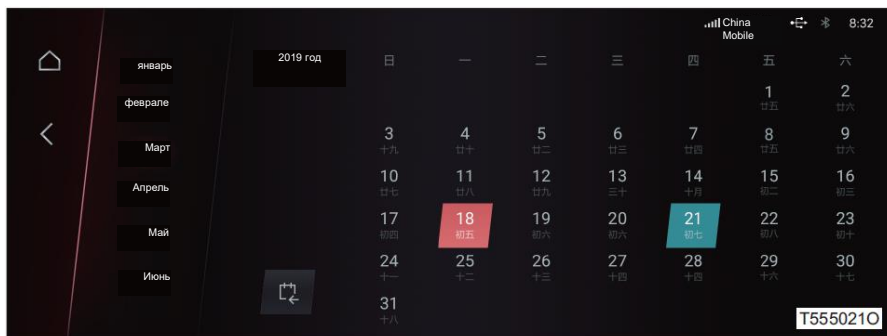 China
Mobile
8:32
2019 год
日 一 二 三 四 五 六
январь
феврале
Март
Апрель
Май
Июнь
1 2
廿五 廿六
3 4 5 6 7 8 9
十九 廿十 廿二 廿三 廿四 廿五 廿六
10 11 12 13 14 15 16
廿七 廿八 廿九 三十 十月 初二 初三
17 18 19 20 21 22 23
初四 初五 初六 初六 初七 初八 初十
24 25 26 27 28 29 30
十一 十二 十三 十四 十四 十六 十七
31
十八
T555021O